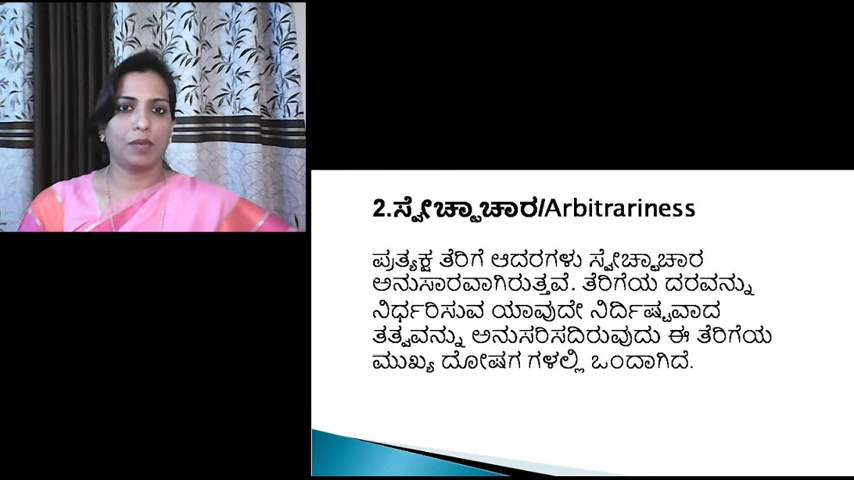 2.ಸ್ವೇಚ್ಛಾಚಾರ/Arbitrariness
ಪ್ರತ್ಯಕ್ಷ ತೆರಿಗೆ ಆದರಗಳು ಸ್ವೇಚ್ಛಾಚಾರ
ಅನುಸಾರವಾಗಿರುತ್ತವೆ. ತೆರಿಗೆಯ ದರವನ್ನು
ನಿರ್ಧರಿಸುವ ಯಾವುದೇ ನಿರ್ದಿಷ್ಟವಾದ
ತತ್ವವನ್ನು ಅನುಸರಿಸದಿರುವುದು ಈ ತೆರಿಗೆಯ
ಮುಖ್ಯ ದೋಷಗ ಗಳಲ್ಲಿ ಒಂದಾಗಿದೆ.